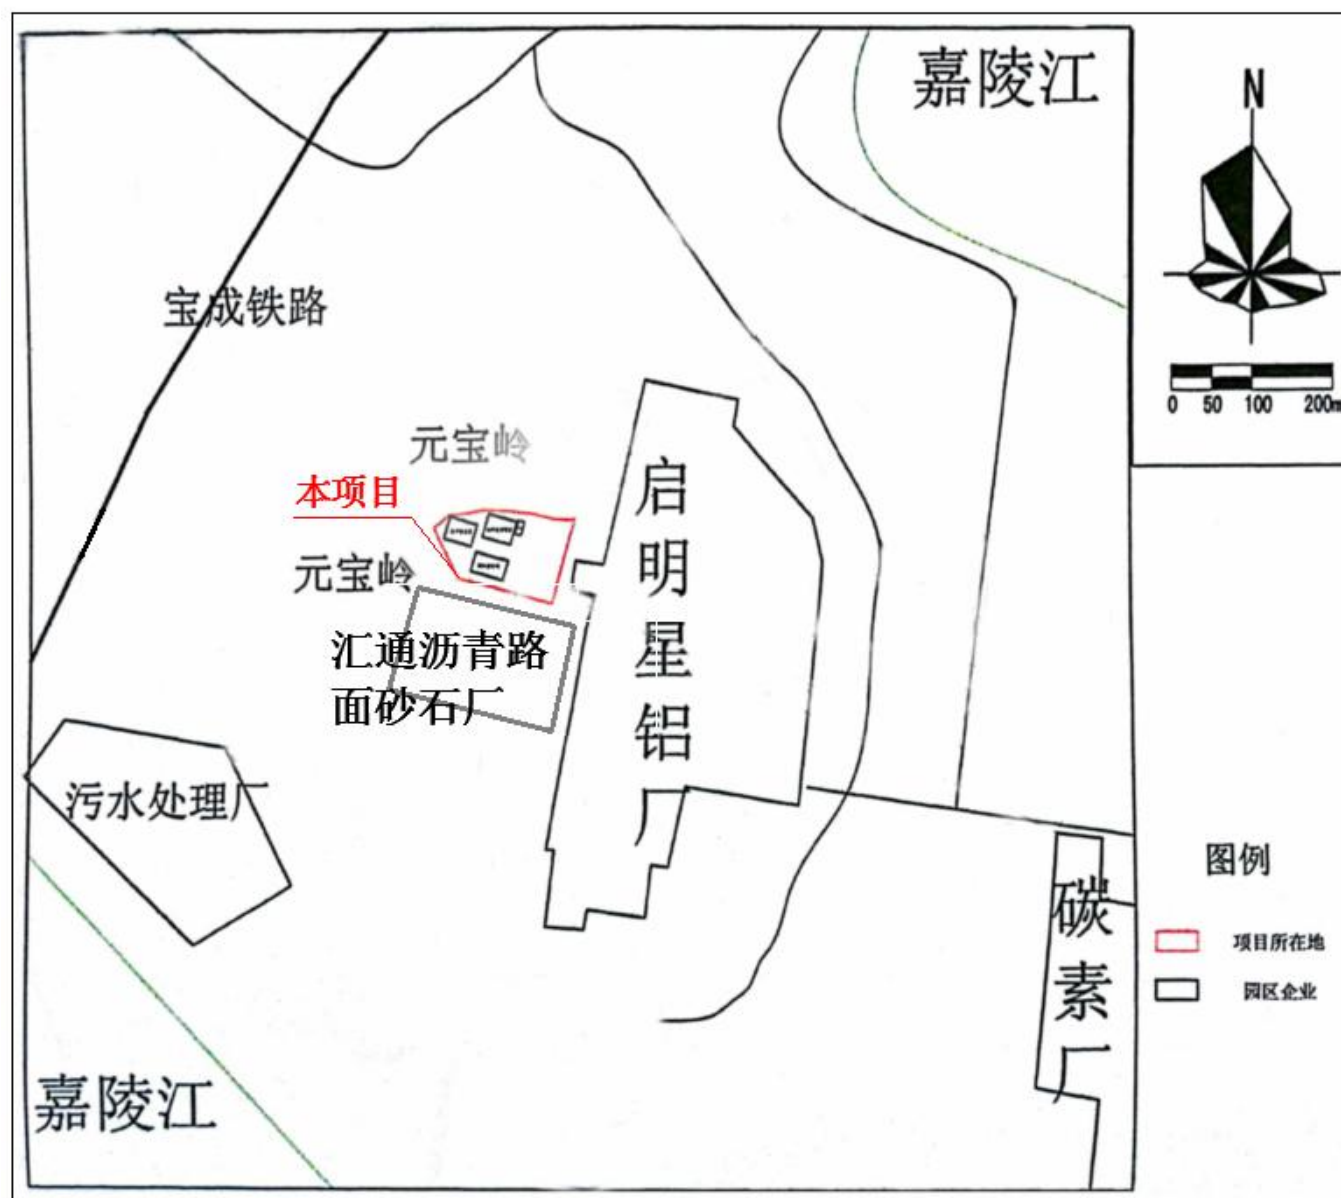 嘉陵江
N
宝成铁路
0 50 100 200m
元宝岭
本项目
启明星铝厂
元宝岭
汇通沥青路
面砂石厂
污水处理厂
图例
碳素厂
项目所在地
园区企业
嘉陵江